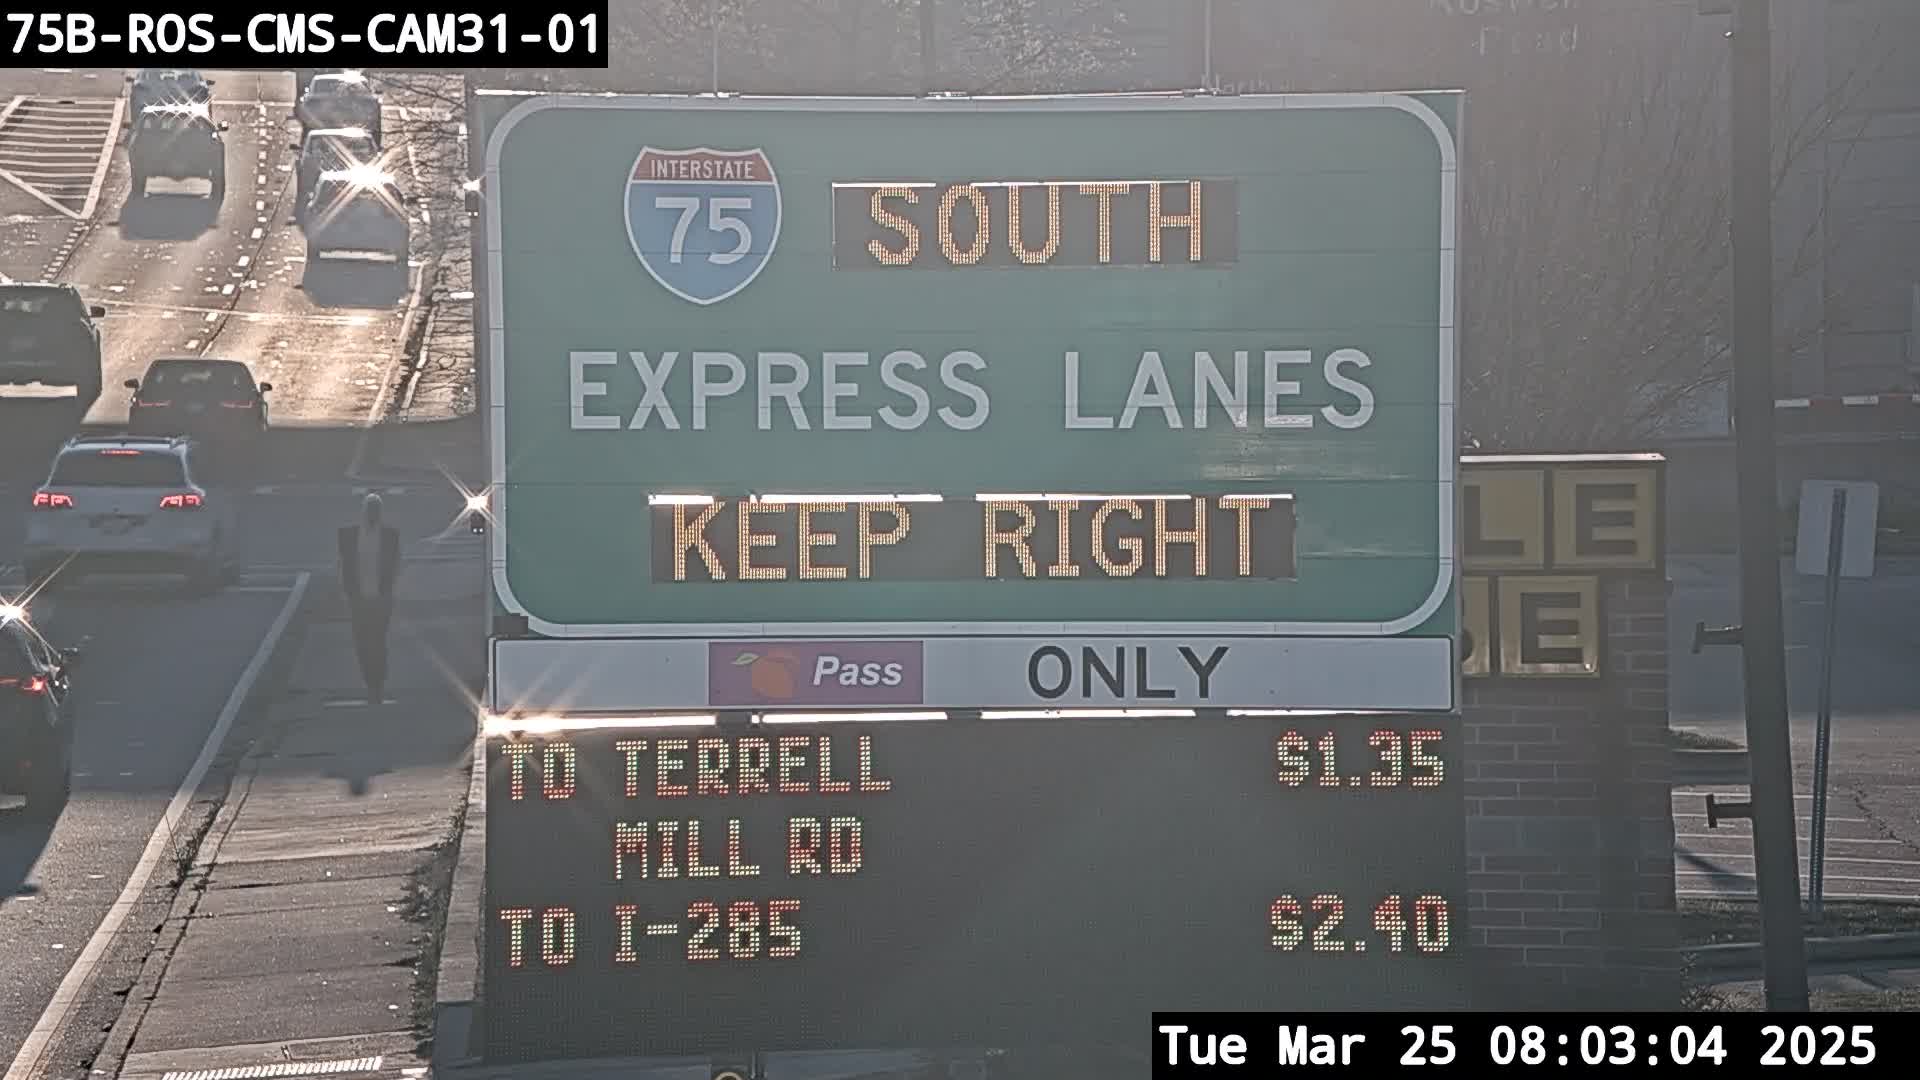 75B-ROS-CMS-CAM31-01
Road
INTERSTATE
75
SOUTH
EXPRESS LANES
KEEP RIGHT
Pass ONLY
TO TERRELL $1.35
MILL RD
TO I-285 $2.40
Tue Mar 25 08:03:04 2025